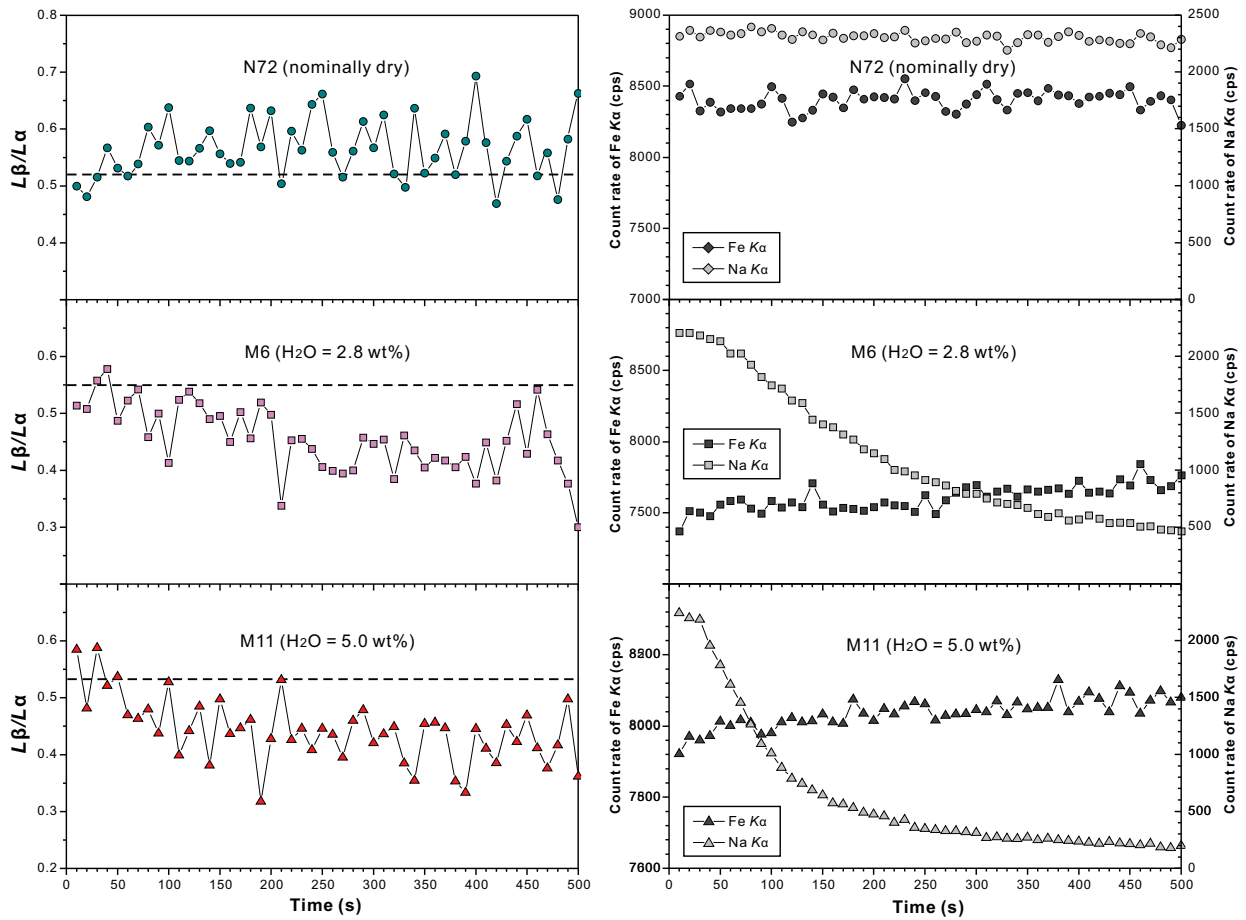 0.8
0.7
0.6
0.5
0.4
Lβ/Lα
N72 (nominally dry)
0.6
0.5
0.4
0.3
Lβ/Lα
M6 (H2O = 2.8 wt%)
0.6
0.5
0.4
0.3
0.2
Lβ/Lα
M11 (H2O = 5.0 wt%)
0 50 100 150 200 250 300 350 400 450 500
Time (s)
9000
8500
8000
7500
7000
Count rate of Fe Kα (cps)
N72 (nominally dry)
Fe Kα
Na Kα
2500
2000
1500
1000
500
0
Count rate of Na Kα (cps)
8500
8000
7500
Count rate of Fe Kα (cps)
M6 (H2O = 2.8 wt%)
Fe Kα
Na Kα
2000
1500
1000
500
Count rate of Na Kα (cps)
8000
7800
7600
Count rate of Fe Kα (cps)
M11 (H2O = 5.0 wt%)
Fe Kα
Na Kα
2000
1500
1000
500
0
Count rate of Na Kα (cps)
0 50 100 150 200 250 300 350 400 450 500
Time (s)